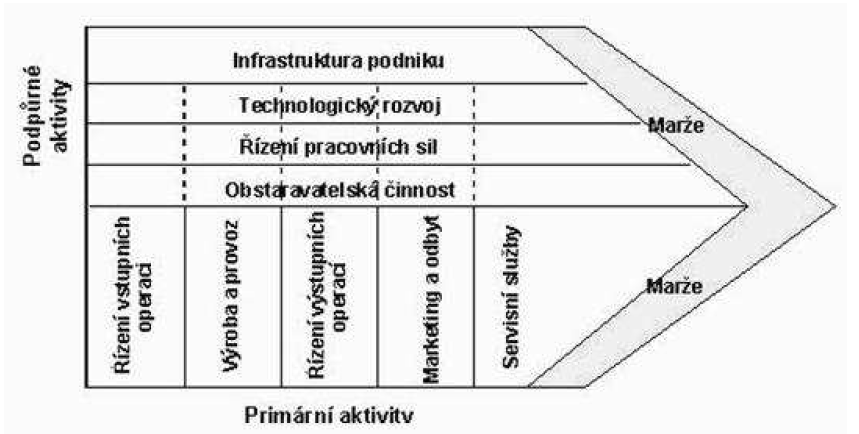 Podpůrné
aktivity
Infrastruktura podniku
Technologický rozvoj
Řízení pracovních sil
Obstaravatelská činnost
Marže
Marže
Řízení vstupních
operací
Výroba a provoz
Řízení výstupních
operací
Marketing a odbyt
Servisní služby
Primární aktivity